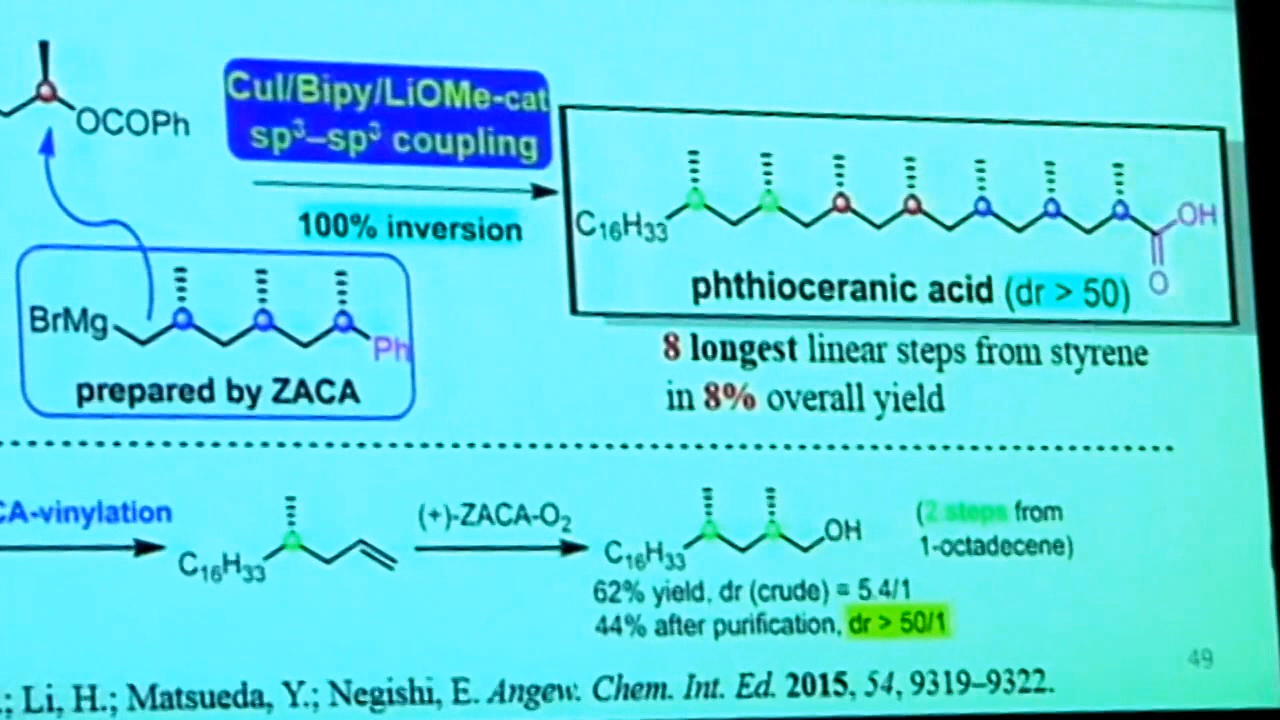 OCOPh
CuI/Bipy/LiOMe-cat
sp³–sp³ coupling
100% inversion
C₁₆H₃₃
OH
O
phthioceranic acid (dr > 50)
BrMg
Ph
prepared by ZACA
8 longest linear steps from styrene
in 8% overall yield
CA-vinylation
C₁₆H₃₃
(+)-ZACA-O₂
C₁₆H₃₃
OH
(2 steps from
1-octadecene)
62% yield, dr (crude) = 5.4/1
44% after purification, dr > 50/1
49
.; Li, H.; Matsueda, Y.; Negishi, E. Angew. Chem. Int. Ed. 2015, 54, 9319–9322.